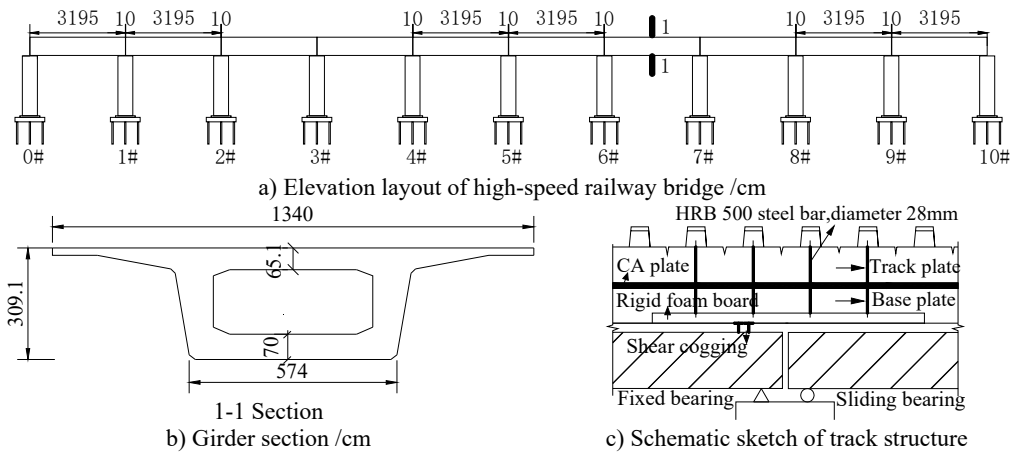 10 3195 10 3195 10 10 3195 10 3195 10 10 3195 10 3195 10
1
1
0# 1# 2# 3# 4# 5# 6# 7# 8# 9# 10#
a) Elevation layout of high-speed railway bridge /cm
1340
65.1
309.1
70
574
1-1 Section
b) Girder section /cm
HRB 500 steel bar,diameter 28mm
CA plate
Track plate
Rigid foam board
Base plate
Shear cogging
Fixed bearing
Sliding bearing
c) Schematic sketch of track structure